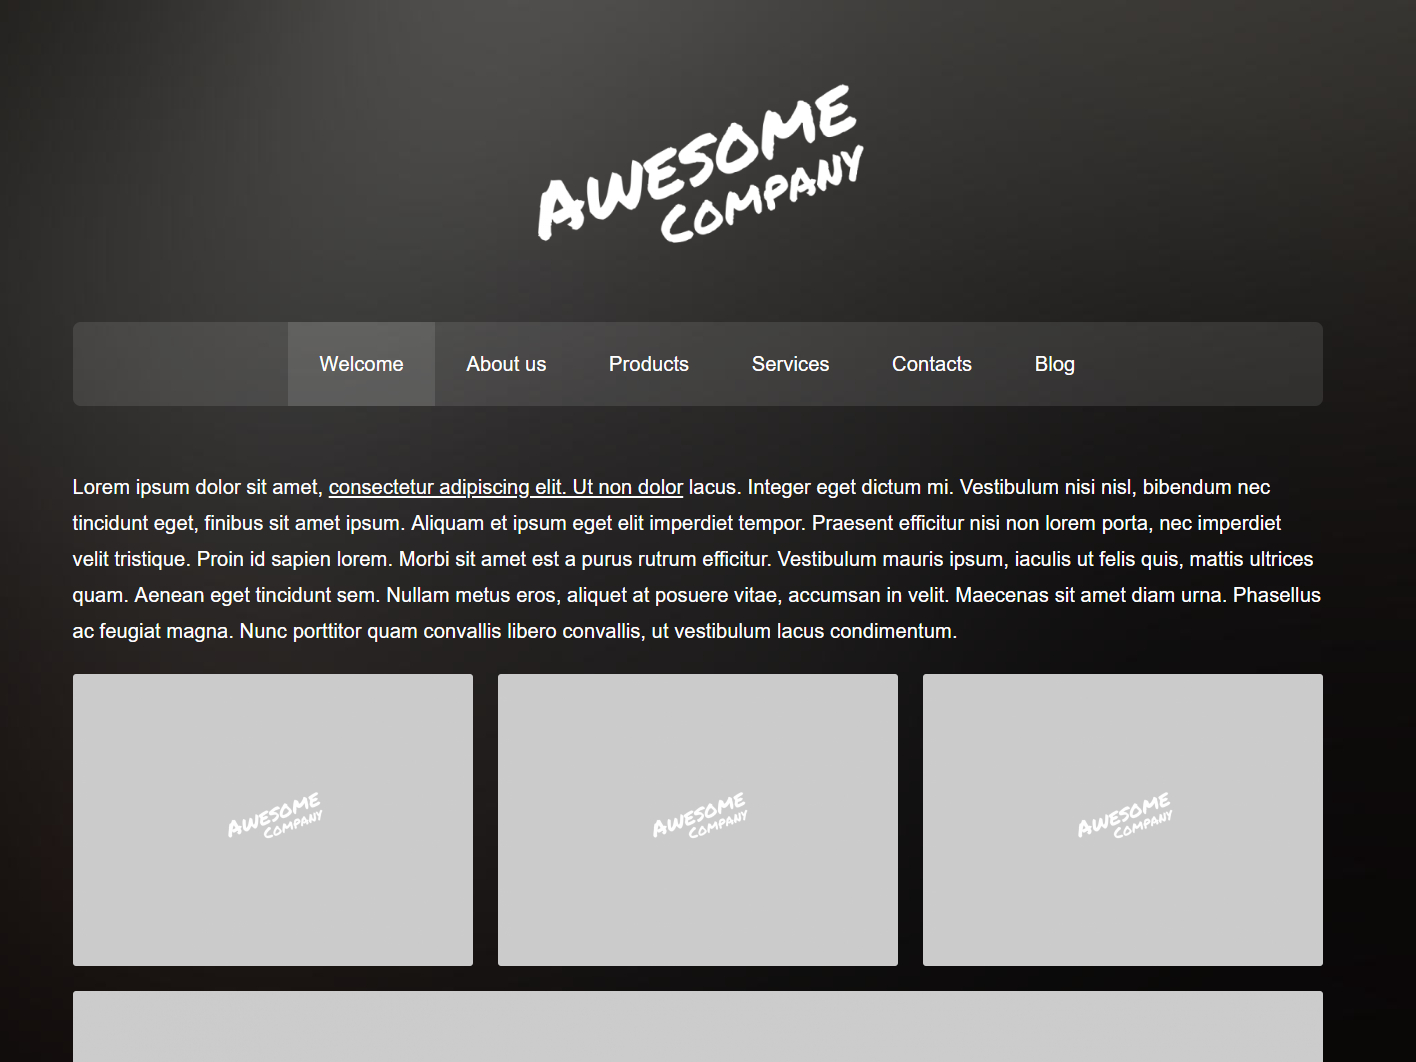 AWESOME
COMPANY
Welcome About us Products Services Contacts Blog
Lorem ipsum dolor sit amet, consectetur adipiscing elit. Ut non dolor lacus. Integer eget dictum mi. Vestibulum nisi nisl, bibendum nec
tincidunt eget, finibus sit amet ipsum. Aliquam et ipsum eget elit imperdiet tempor. Praesent efficitur nisi non lorem porta, nec imperdiet
velit tristique. Proin id sapien lorem. Morbi sit amet est a purus rutrum efficitur. Vestibulum mauris ipsum, iaculis ut felis quis, mattis ultrices
quam. Aenean eget tincidunt sem. Nullam metus eros, aliquet at posuere vitae, accumsan in velit. Maecenas sit amet diam urna. Phasellus
ac feugiat magna. Nunc porttitor quam convallis libero convallis, ut vestibulum lacus condimentum.
AWESOME
COMPANY
AWESOME
COMPANY
AWESOME
COMPANY